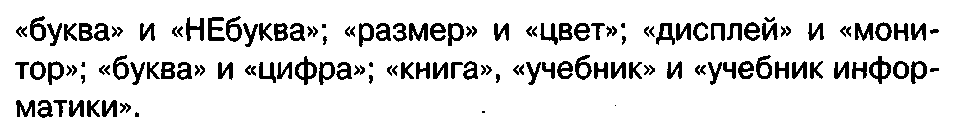 «буква» и «НЕбуква»; «размер» и «цвет»; «дисплей» и «мони-
тор»; «буква» и «цифра»; «книга», «учебник» и «учебник инфор-
матики».